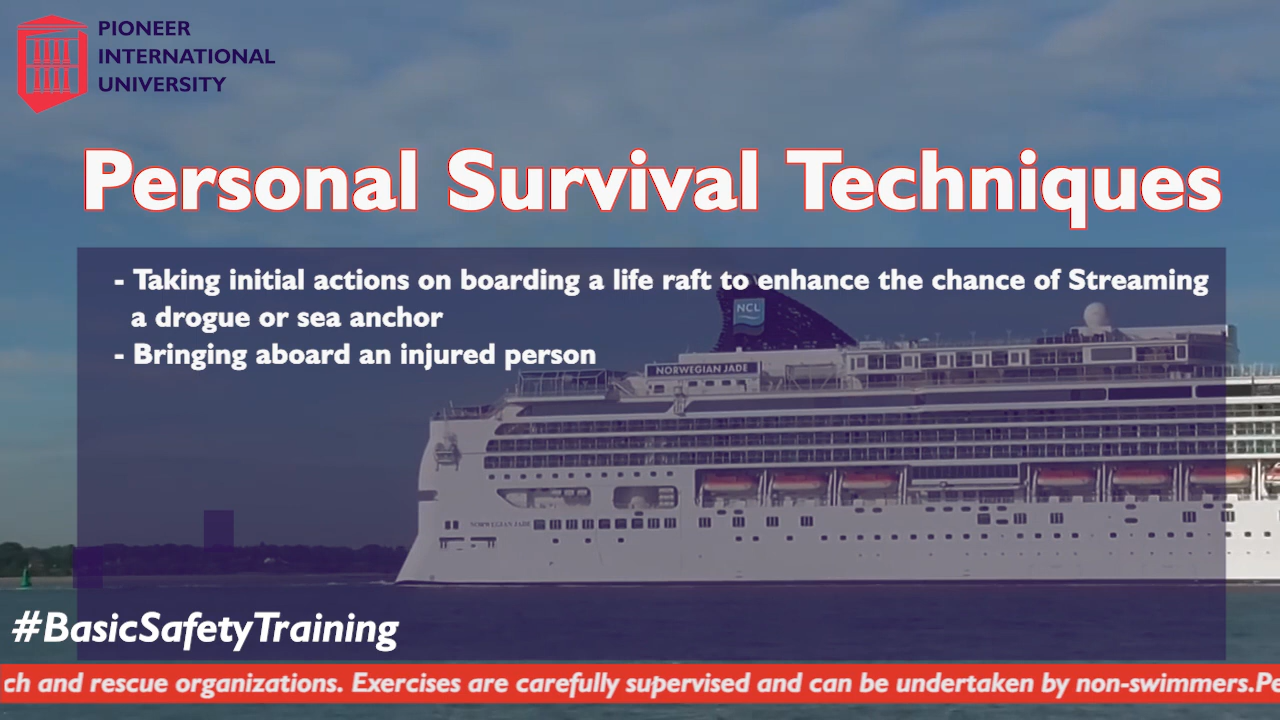 PIONEER
INTERNATIONAL
UNIVERSITY
Personal Survival Techniques
- Taking initial actions on boarding a life raft to enhance the chance of Streaming
a drogue or sea anchor
- Bringing aboard an injured person
NCL
NORWEGIAN JADE
NORWEGIAN JADE
#BasicSafetyTraining
ch and rescue organizations. Exercises are carefully supervised and can be undertaken by non-swimmers.Pe